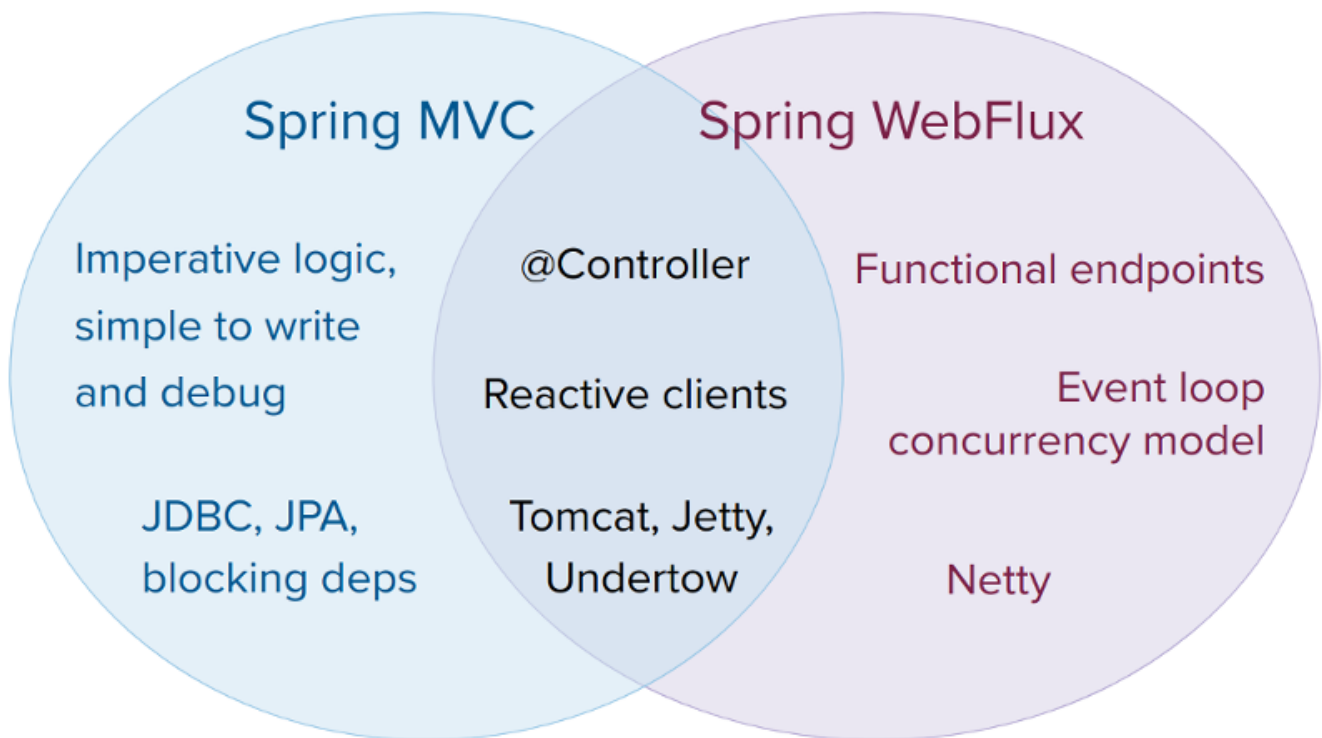 Spring MVC
Spring WebFlux
Imperative logic,
simple to write
and debug
JDBC, JPA,
blocking deps
@Controller
Reactive clients
Tomcat, Jetty,
Undertow
Functional endpoints
Event loop
concurrency model
Netty